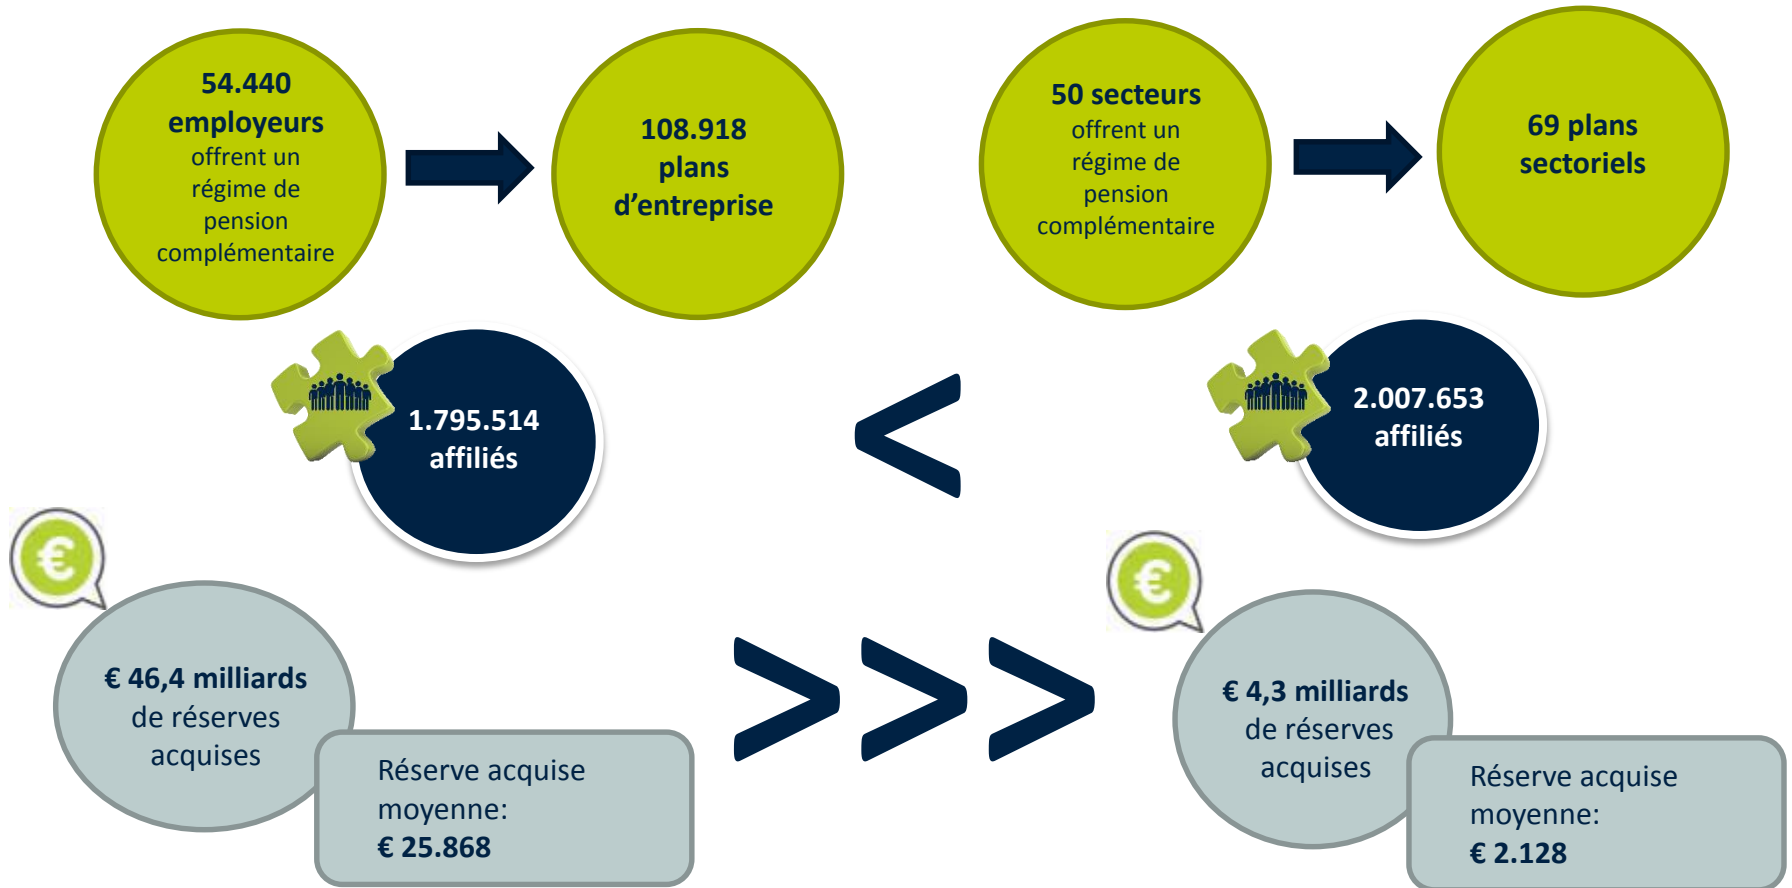 54.440
employeurs
offrent un
régime de
pension
complémentaire
108.918
plans
d’entreprise
50 secteurs
offrent un
régime de
pension
complémentaire
69 plans
sectoriels
1.795.514
affiliés
<
2.007.653
affiliés
€
€ 46,4 milliards
de réserves
acquises
Réserve acquise
moyenne:
€ 25.868
>>>
€
€ 4,3 milliards
de réserves
acquises
Réserve acquise
moyenne:
€ 2.128